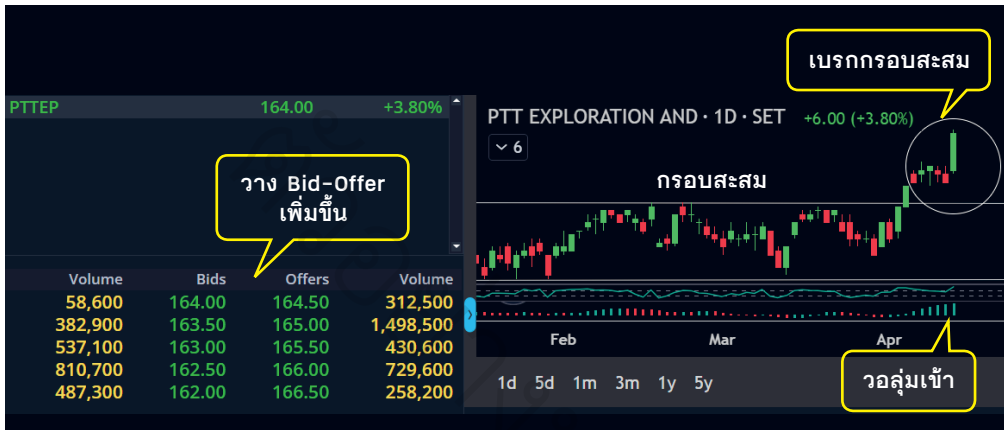 เบรกกรอบสะสม
PTTEP 164.00 +3.80%
PTT EXPLORATION AND · 1D · SET +6.00 (+3.80%)
6
วาง Bid-Offer
เพิ่มขึ้น
กรอบสะสม
Volume Bids Offers Volume
58,600 164.00 164.50 312,500
382,900 163.50 165.00 1,498,500
537,100 163.00 165.50 430,600
810,700 162.50 166.00 729,600
487,300 162.00 166.50 258,200
Feb Mar Apr
วอลุ่มเข้า
1d 5d 1m 3m 1y 5y